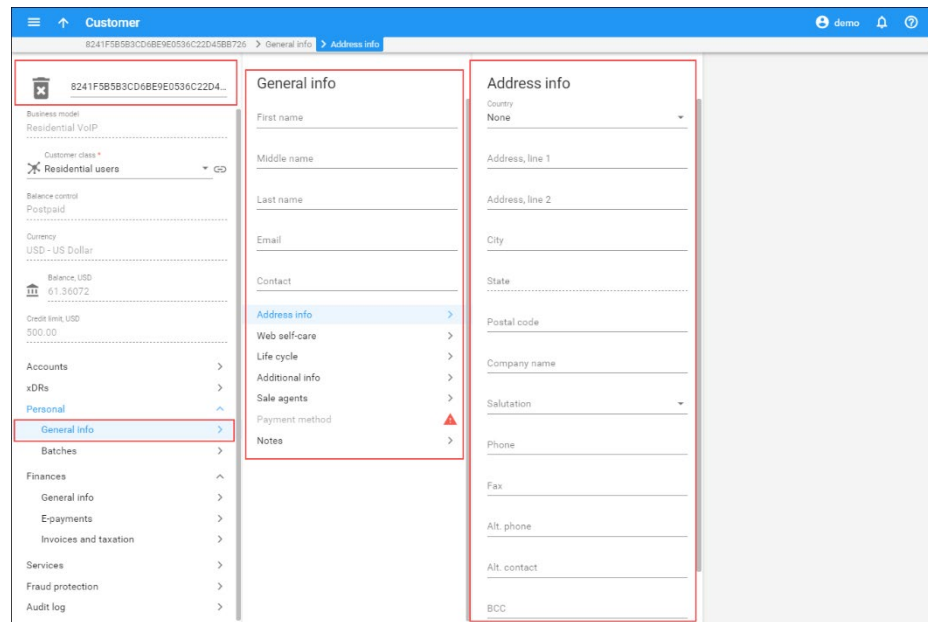 Customer
demo
8241F5B5B3CD6BE9E0536C22D45BB726 > General info > Address info
8241F5B5B3CD6BE9E0536C22D4...
Business model
Residential VoIP
Customer class *
Residential users
Balance control
Postpaid
Currency
USD - US Dollar
Balance, USD
61.36072
Credit limit, USD
500.00
Accounts
xDRs
Personal
General info
Batches
Finances
General info
E-payments
Invoices and taxation
Services
Fraud protection
Audit log
General info
First name
Middle name
Last name
Email
Contact
Address info
Web self-care
Life cycle
Additional info
Sale agents
Payment method
Notes
Address info
Country
None
Address, line 1
Address, line 2
City
State
Postal code
Company name
Salutation
Phone
Fax
Alt. phone
Alt. contact
BCC